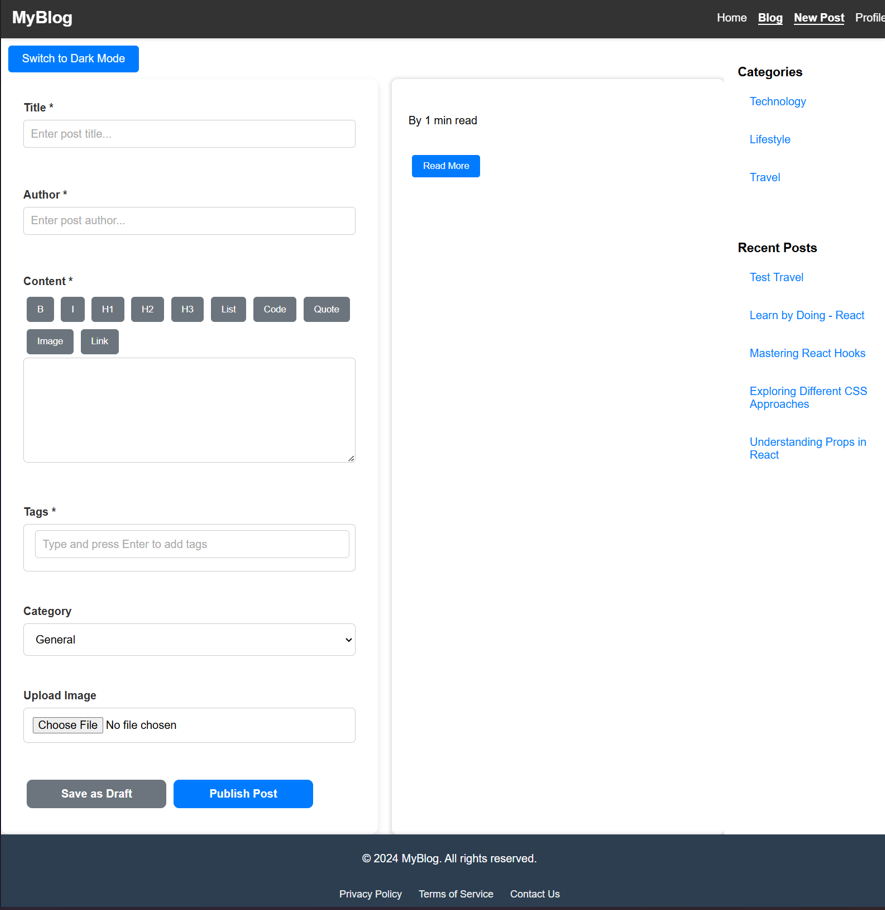 MyBlog
Home Blog New Post Profile
Switch to Dark Mode
Title *
Enter post title...
Author *
Enter post author...
Content *
B I H1 H2 H3 List Code Quote
Image Link
Tags *
Type and press Enter to add tags
Category
General
Upload Image
Choose File No file chosen
Save as Draft Publish Post
By 1 min read
Read More
Categories
Technology
Lifestyle
Travel
Recent Posts
Test Travel
Learn by Doing - React
Mastering React Hooks
Exploring Different CSS
Approaches
Understanding Props in
React
© 2024 MyBlog. All rights reserved.
Privacy Policy Terms of Service Contact Us